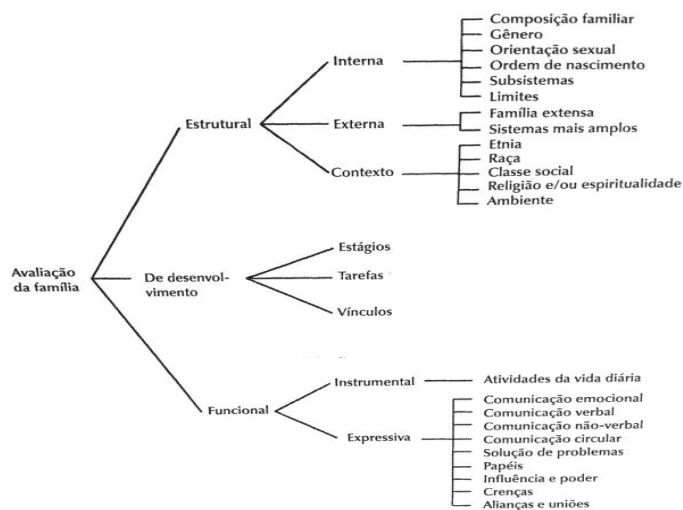 Avaliação
da família
Estrutural
Interna
Composição familiar
Gênero
Orientação sexual
Ordem de nascimento
Subsistemas
Limites
Externa
Família extensa
Sistemas mais amplos
Contexto
Etnia
Raça
Classe social
Religião e/ou espiritualidade
Ambiente
De desenvol-
vimento
Estágios
Tarefas
Vínculos
Funcional
Instrumental
Atividades da vida diária
Expressiva
Comunicação emocional
Comunicação verbal
Comunicação não-verbal
Comunicação circular
Solução de problemas
Papéis
Influência e poder
Crenças
Alianças e uniões